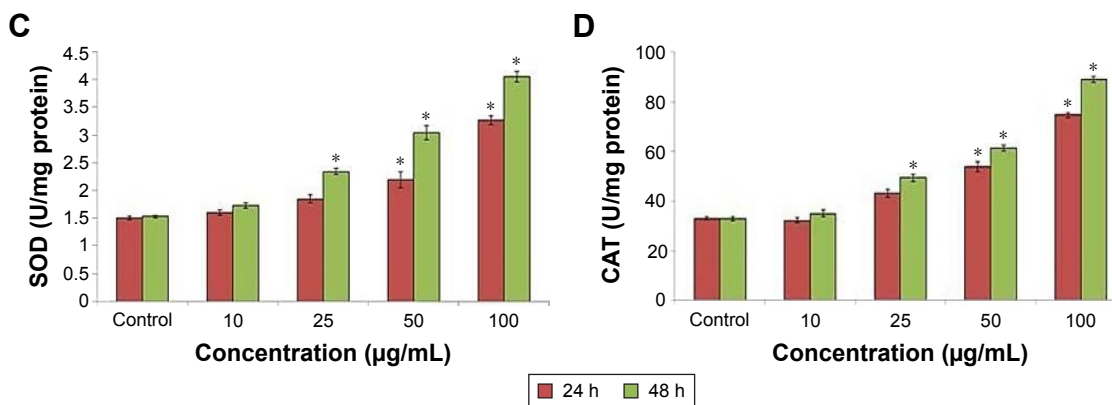 C
SOD (U/mg protein)
4.5
4
3.5
3
2.5
2
1.5
1
0.5
0
* * * * *
Control 10 25 50 100
Concentration (µg/mL)
D
CAT (U/mg protein)
100
80
60
40
20
0
* * * * *
Control 10 25 50 100
Concentration (µg/mL)
24 h 48 h